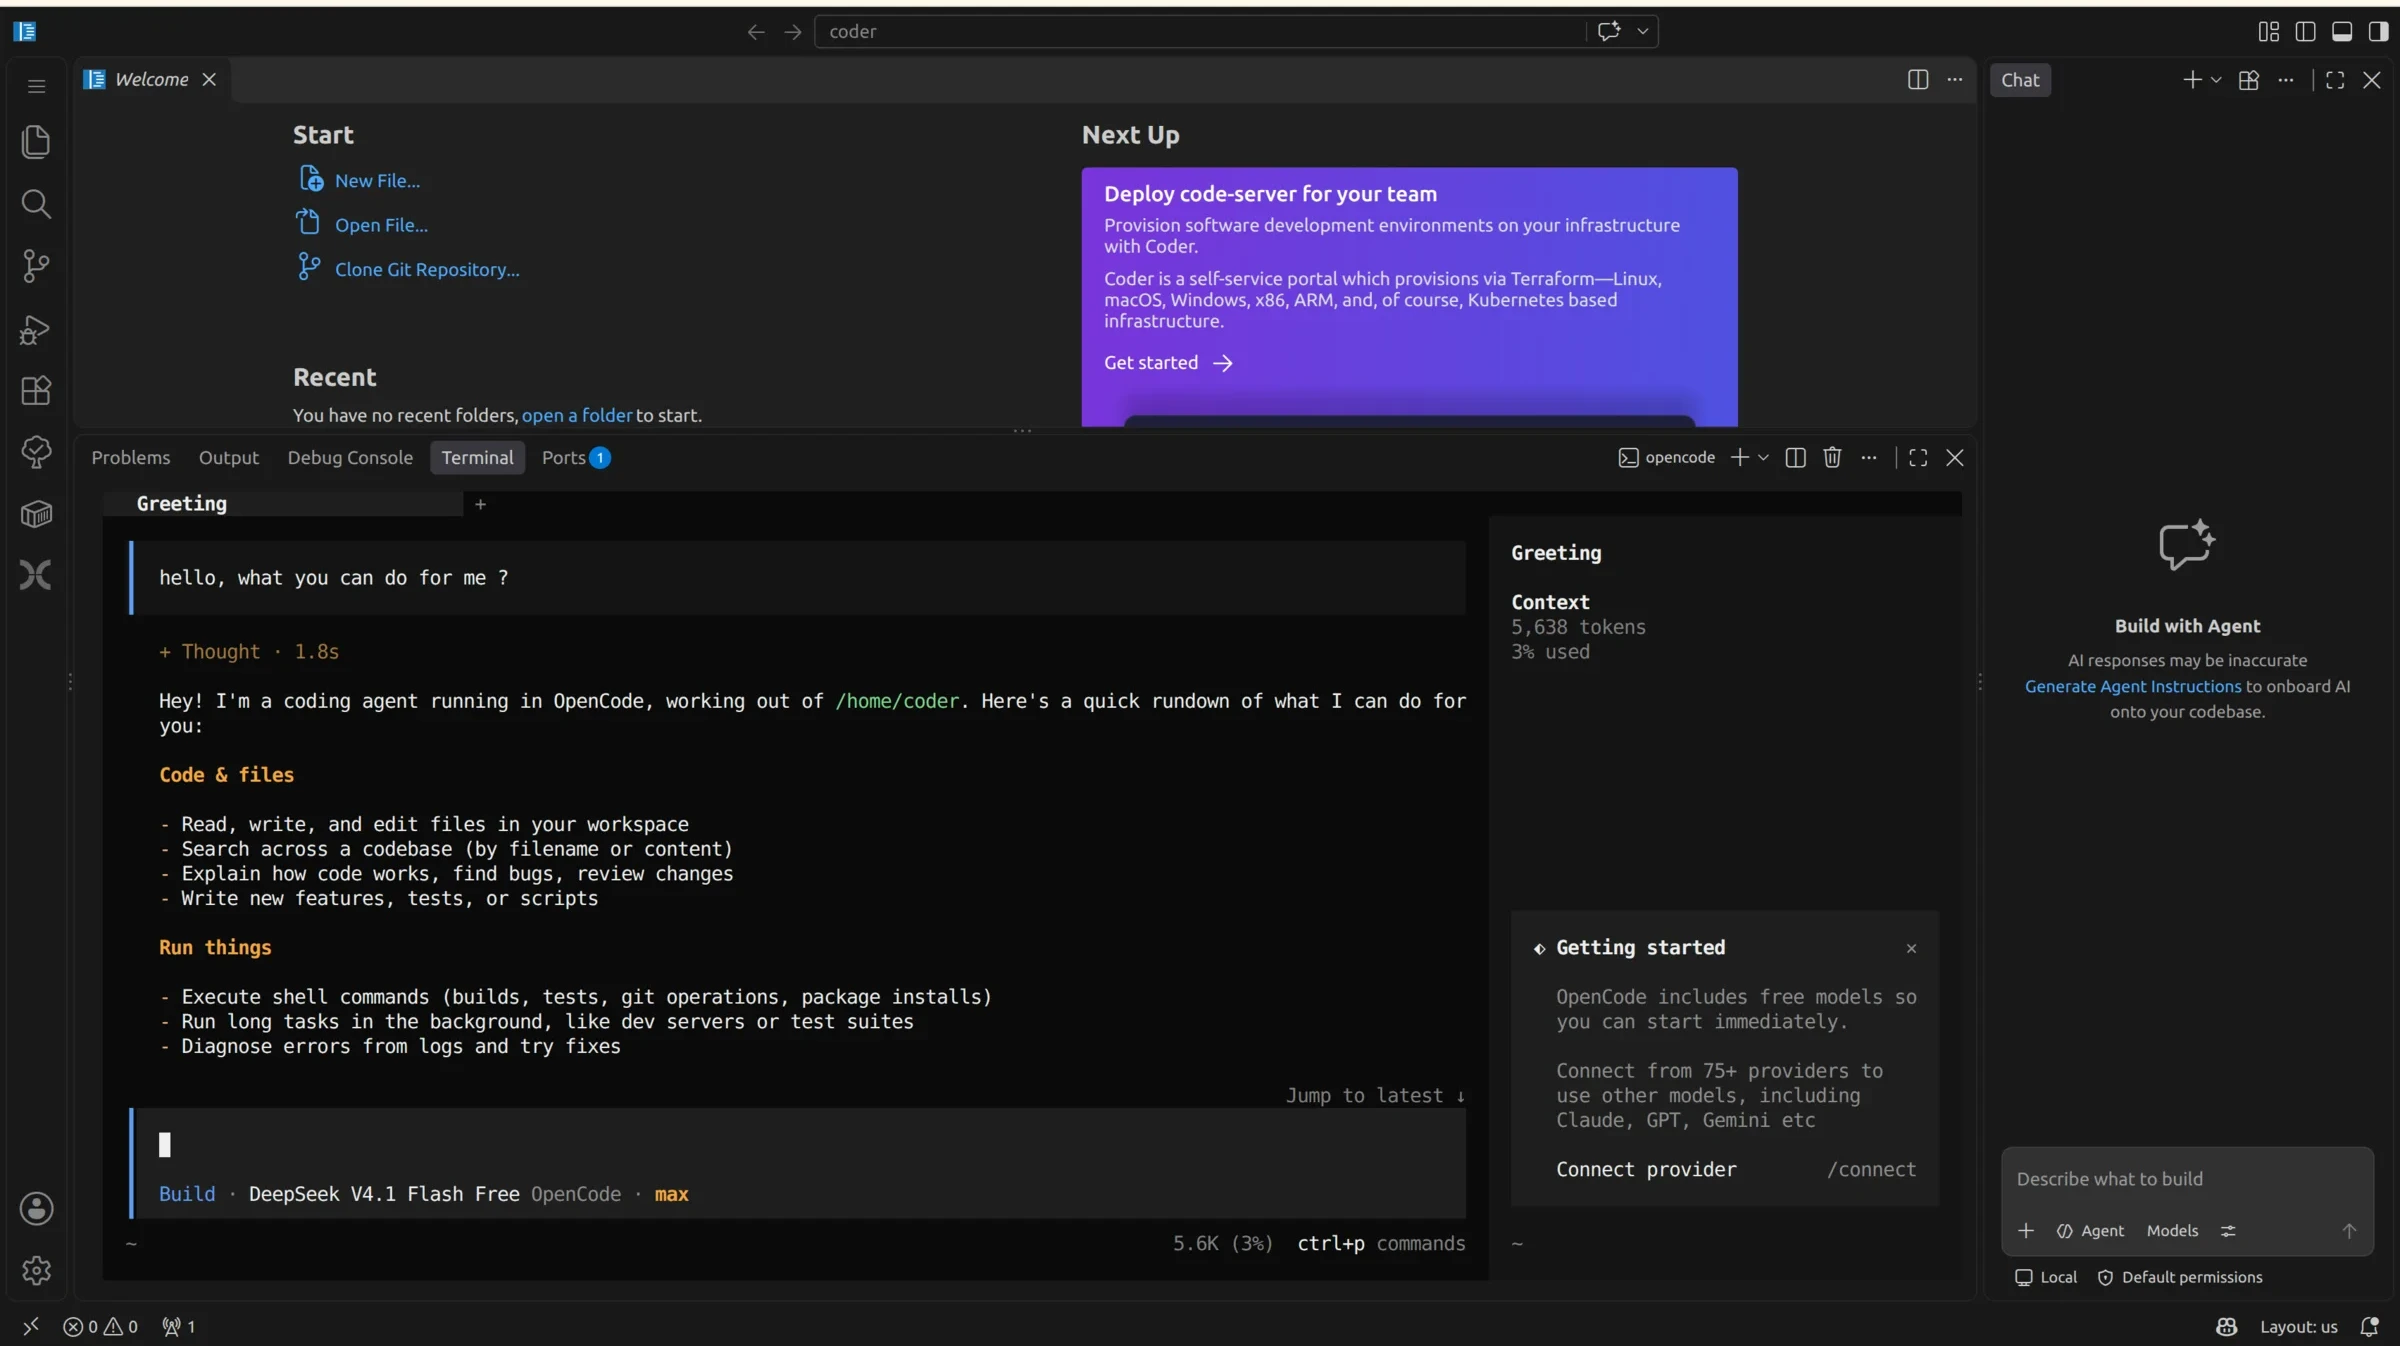 coder
Welcome
Chat
Start
New File...
Open File...
Clone Git Repository...
Recent
You have no recent folders, open a folder to start.
Next Up
Deploy code-server for your team
Provision software development environments on your infrastructure
with Coder.
Coder is a self-service portal which provisions via Terraform—Linux,
macOS, Windows, x86, ARM, and, of course, Kubernetes based
infrastructure.
Get started →
Problems Output Debug Console Terminal Ports 1
opencode
Greeting +
hello, what you can do for me ?
+ Thought · 1.8s
Hey! I'm a coding agent running in OpenCode, working out of /home/coder. Here's a quick rundown of what I can do for
you:
Code & files
- Read, write, and edit files in your workspace
- Search across a codebase (by filename or content)
- Explain how code works, find bugs, review changes
- Write new features, tests, or scripts
Run things
- Execute shell commands (builds, tests, git operations, package installs)
- Run long tasks in the background, like dev servers or test suites
- Diagnose errors from logs and try fixes
Jump to latest ↓
Build · DeepSeek V4.1 Flash Free OpenCode · max
~
5.6K (3%) ctrl+p commands
Greeting
Context
5,638 tokens
3% used
Getting started ×
OpenCode includes free models so
you can start immediately.
Connect from 75+ providers to
use other models, including
Claude, GPT, Gemini etc
Connect provider /connect
~
Build with Agent
AI responses may be inaccurate
Generate Agent Instructions to onboard AI
onto your codebase.
Describe what to build
Agent Models
Local Default permissions
0 0 1
Layout: us